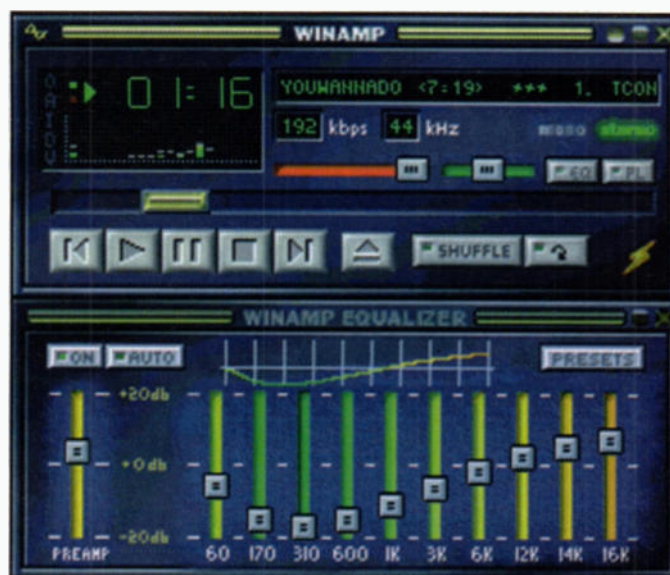 WINAMP
O A I D V
01:16
YOUWANNADO <7:19> *** 1. TCON
192 kbps 44 kHz mono stereo
EQ PL
SHUFFLE
WINAMP EQUALIZER
ON AUTO PRESETS
+20db
+0db
-20db
PREAMP 60 170 310 600 1K 3K 6K 12K 14K 16K